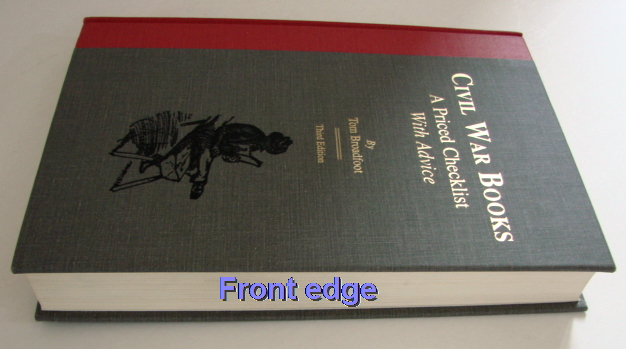 CIVIL WAR BOOKS
A Priced Checklist
With Advice
By
Tom Broadfoot
Third Edition
Front edge